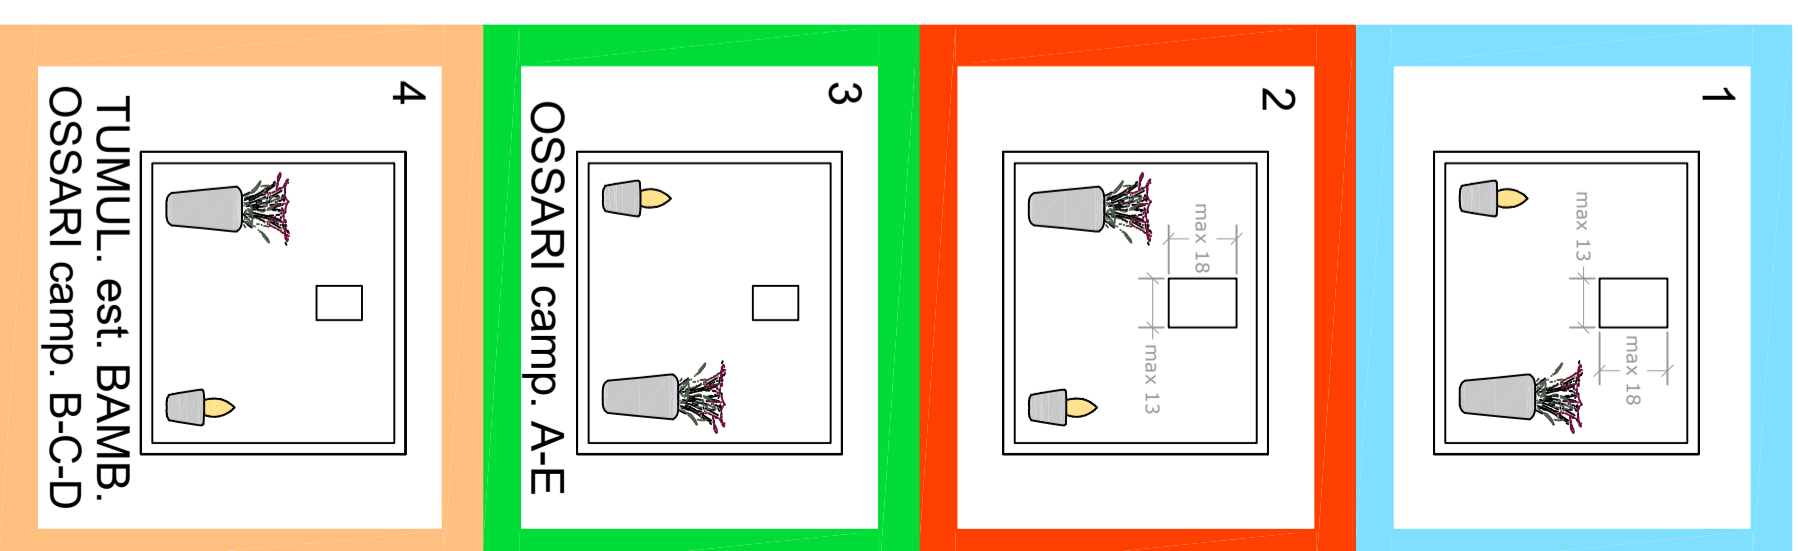 1
max 13
max 18
2
max 18
max 13
3
OSSARI camp. A-E
4
TUMUL. est. BAMB.
OSSARI camp. B-C-D